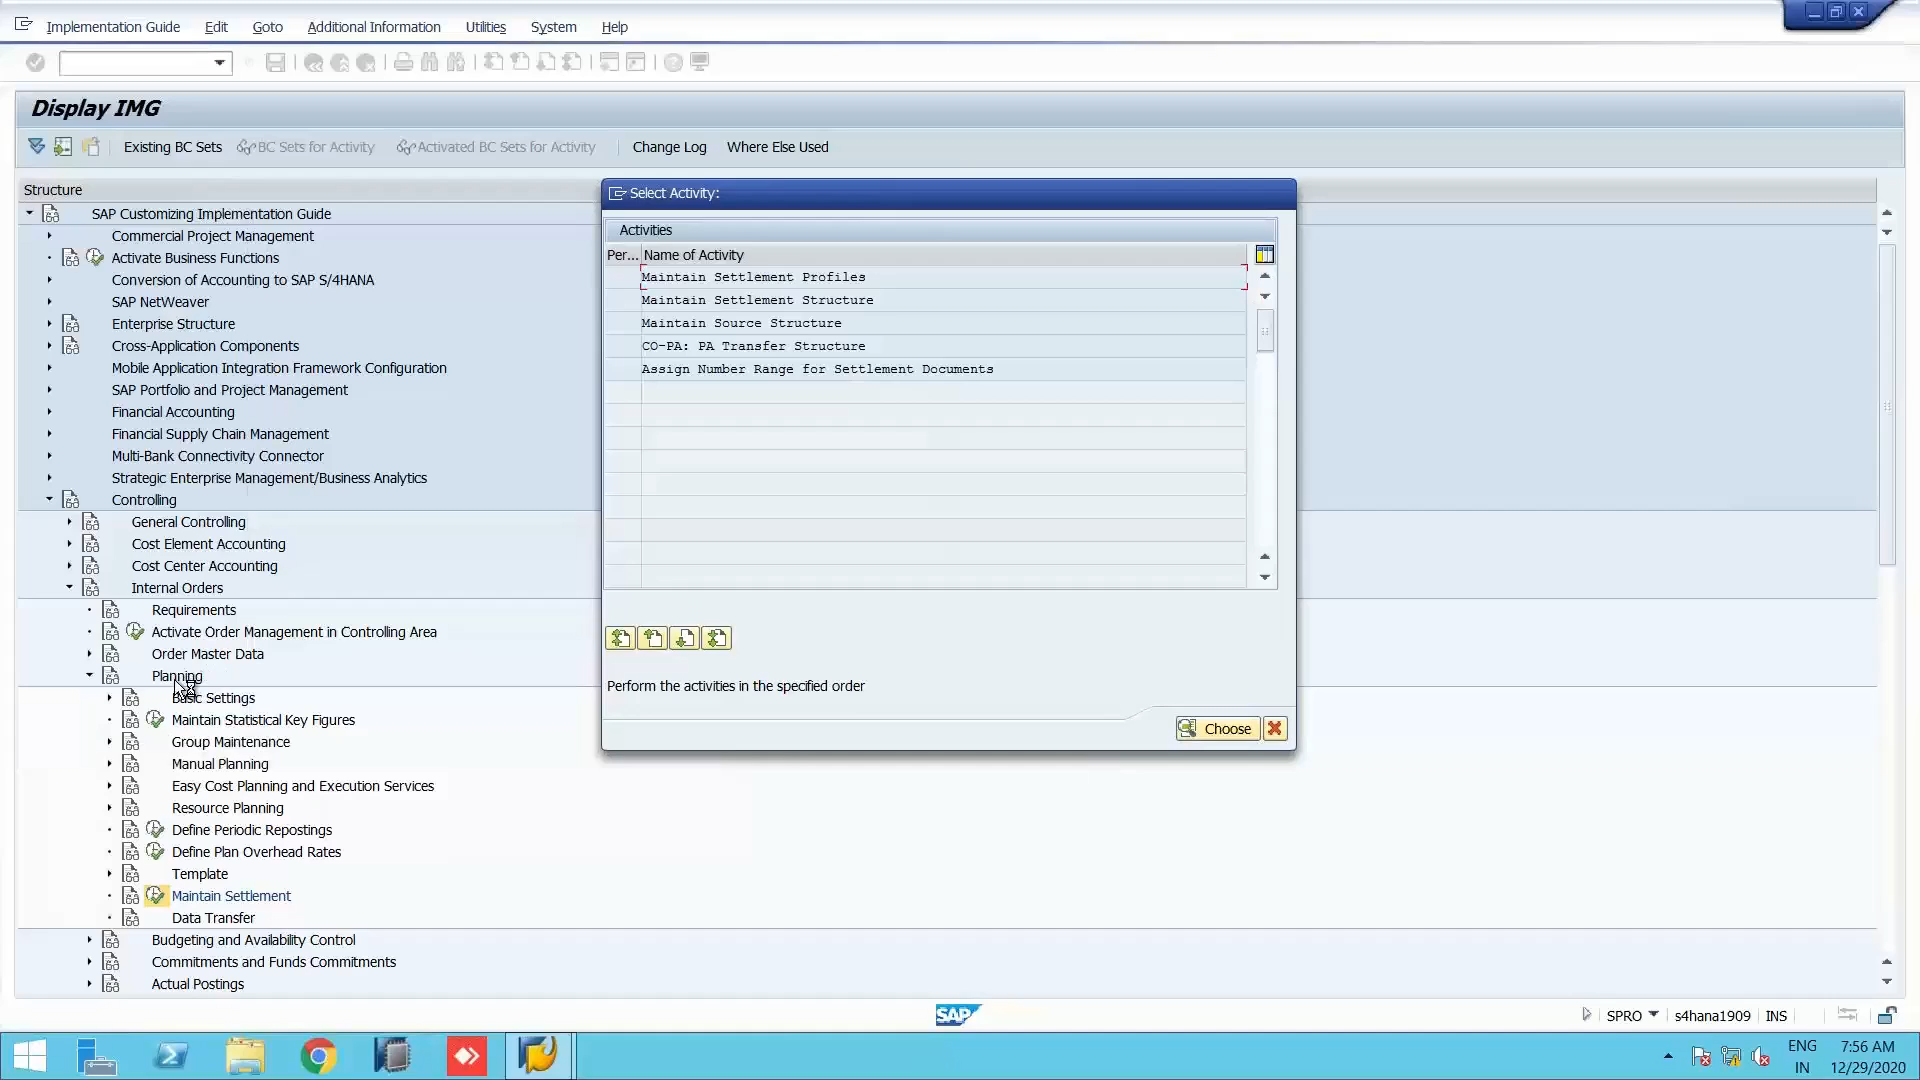 Implementation Guide Edit Goto Additional Information Utilities System Help
Display IMG
Existing BC Sets BC Sets for Activity Activated BC Sets for Activity Change Log Where Else Used
Structure
SAP Customizing Implementation Guide
Commercial Project Management
Activate Business Functions
Conversion of Accounting to SAP S/4HANA
SAP NetWeaver
Enterprise Structure
Cross-Application Components
Mobile Application Integration Framework Configuration
SAP Portfolio and Project Management
Financial Accounting
Financial Supply Chain Management
Multi-Bank Connectivity Connector
Strategic Enterprise Management/Business Analytics
Controlling
General Controlling
Cost Element Accounting
Cost Center Accounting
Internal Orders
Requirements
Activate Order Management in Controlling Area
Order Master Data
Planning
Basic Settings
Maintain Statistical Key Figures
Group Maintenance
Manual Planning
Easy Cost Planning and Execution Services
Resource Planning
Define Periodic Repostings
Define Plan Overhead Rates
Template
Maintain Settlement
Data Transfer
Budgeting and Availability Control
Commitments and Funds Commitments
Actual Postings
Select Activity:
Activities
Per... Name of Activity
Maintain Settlement Profiles
Maintain Settlement Structure
Maintain Source Structure
CO-PA: PA Transfer Structure
Assign Number Range for Settlement Documents
Perform the activities in the specified order
Choose
SAP
SPRO s4hana1909 INS
ENG 7:56 AM
IN 12/29/2020